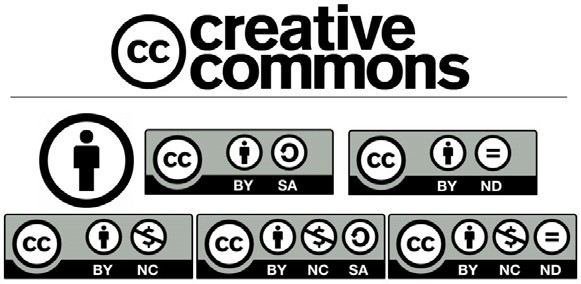 cc creative
commons
cc BY SA
cc = BY ND
cc $ BY NC
cc $ BY NC SA
cc $ = BY NC ND